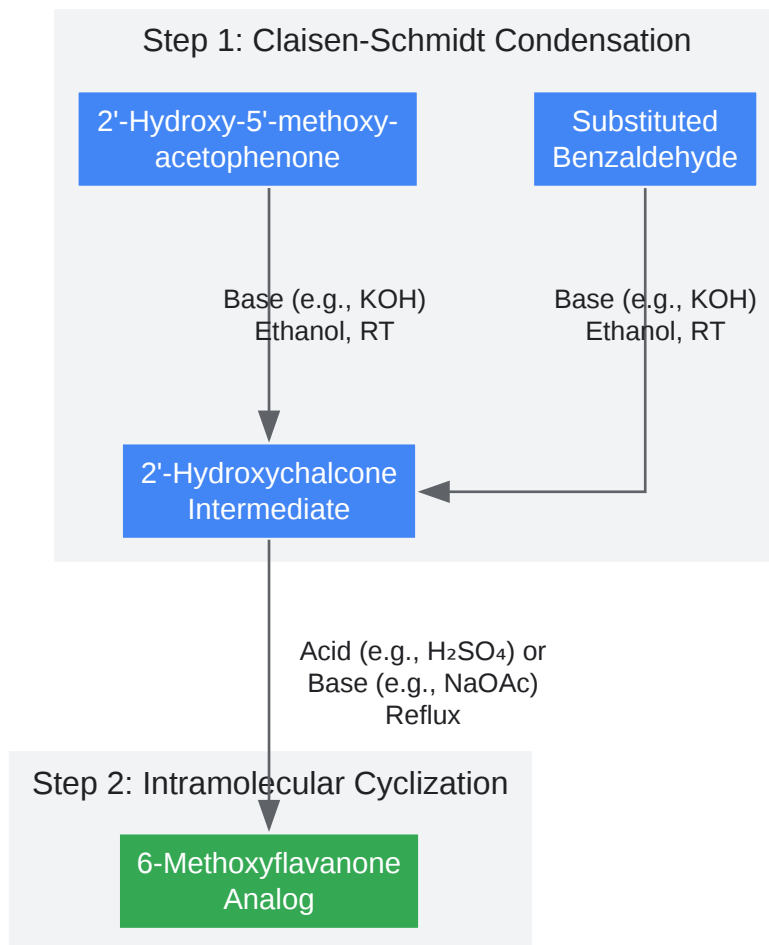 Step 1: Claisen-Schmidt Condensation
2'-Hydroxy-5'-methoxy-
acetophenone
Substituted
Benzaldehyde
Base (e.g., KOH)
Ethanol, RT
Base (e.g., KOH)
Ethanol, RT
2'-Hydroxychalcone
Intermediate
Acid (e.g., H₂SO₄) or
Base (e.g., NaOAc)
Reflux
Step 2: Intramolecular Cyclization
6-Methoxyflavanone
Analog